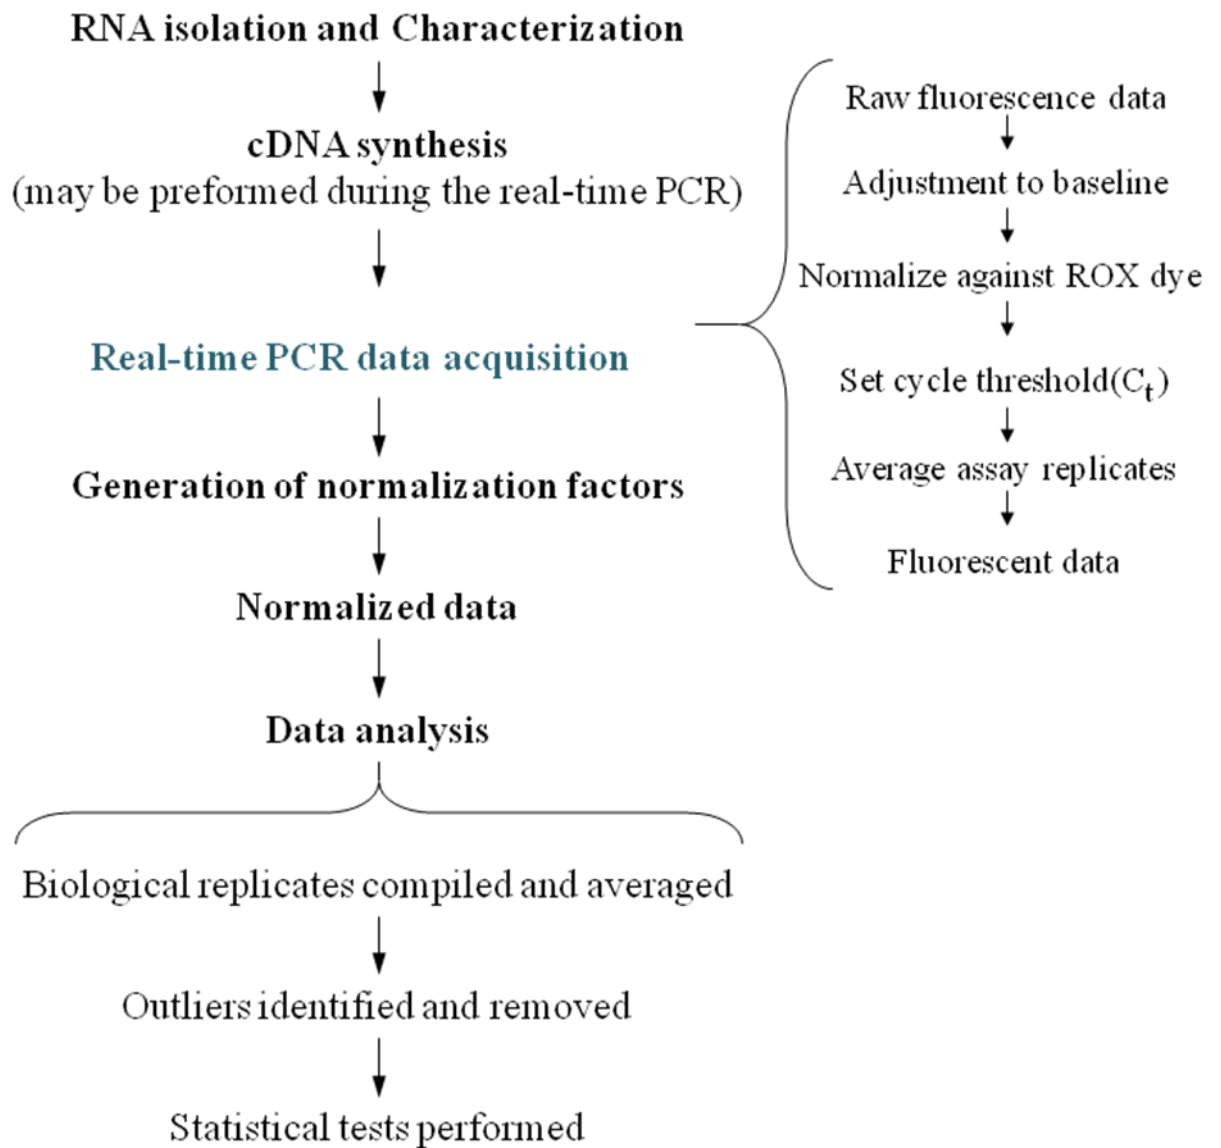 RNA isolation and Characterization
cDNA synthesis
(may be preformed during the real-time PCR)
Real-time PCR data acquisition
Generation of normalization factors
Normalized data
Data analysis
Biological replicates compiled and averaged
Outliers identified and removed
Statistical tests performed
Raw fluorescence data
Adjustment to baseline
Normalize against ROX dye
Set cycle threshold(Ct)
Average assay replicates
Fluorescent data